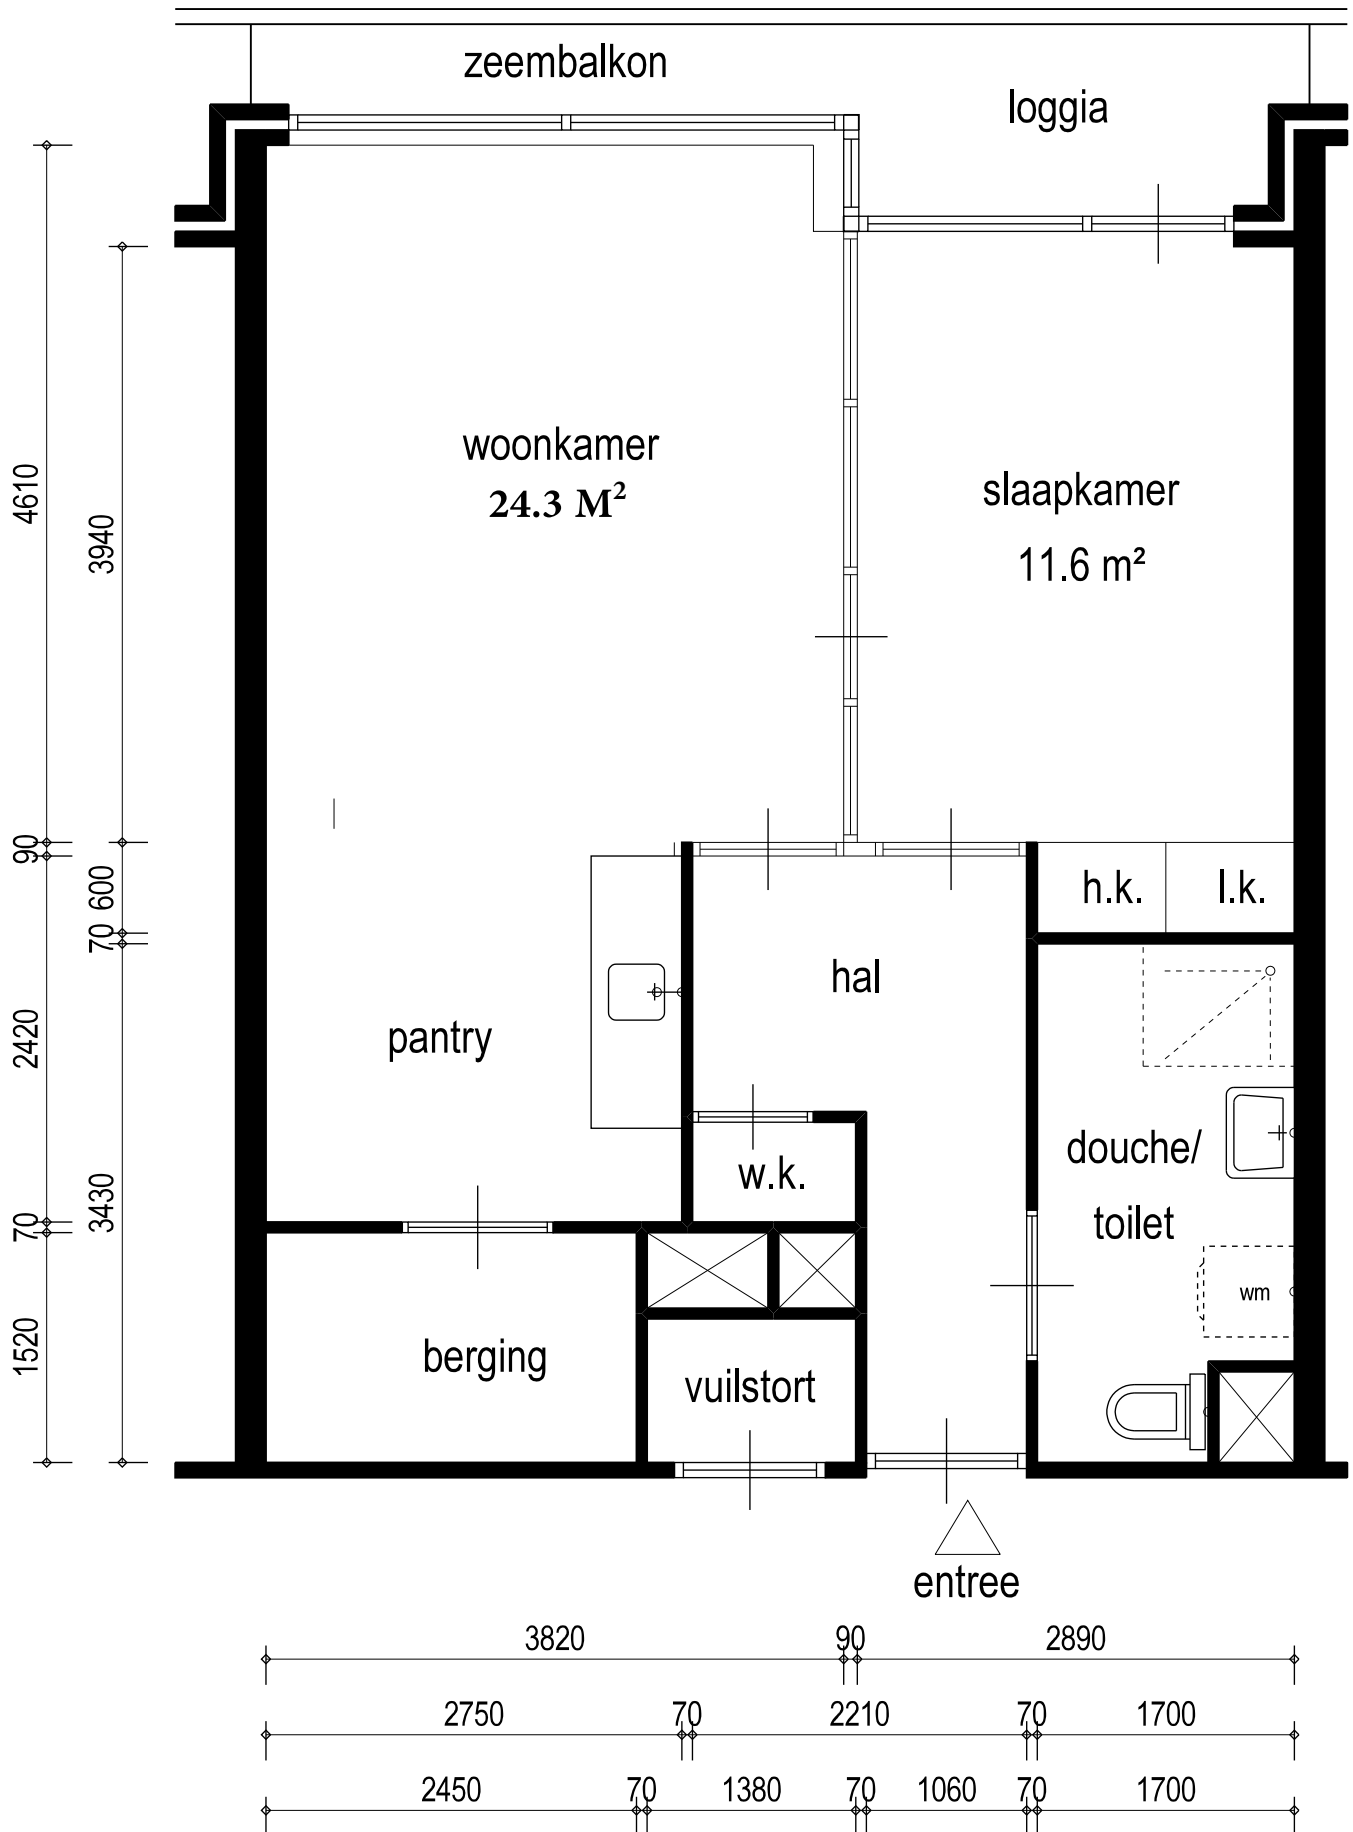 zeembalkon
loggia
woonkamer
24.3 M²
slaapkamer
11.6 m²
4610
3940
90
600
70
2420
3430
70
1520
h.k.
l.k.
hal
pantry
w.k.
douche/
toilet
wm
berging
vuilstort
entree
3820 90 2890
2750 70 2210 70 1700
2450 70 1380 70 1060 70 1700